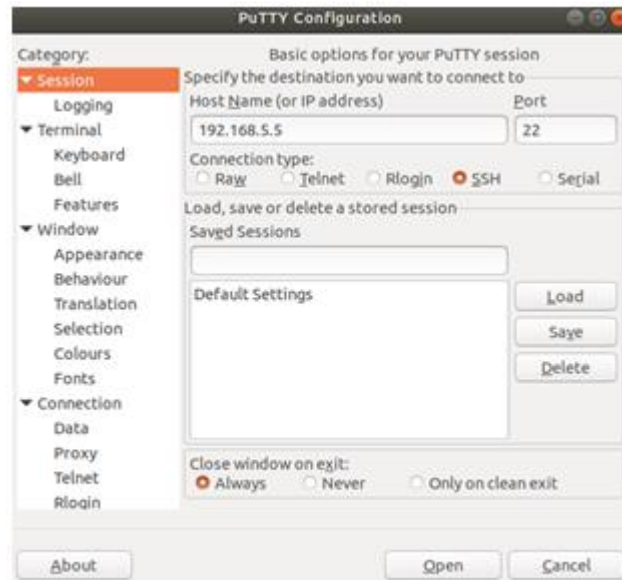 PuTTY Configuration
Category:
Session
Logging
Terminal
Keyboard
Bell
Features
Window
Appearance
Behaviour
Translation
Selection
Colours
Fonts
Connection
Data
Proxy
Telnet
Rlogin
Basic options for your PuTTY session
Specify the destination you want to connect to
Host Name (or IP address) Port
192.168.5.5 22
Connection type:
Raw Telnet Rlogin SSH Serial
Load, save or delete a stored session
Saved Sessions
Default Settings
Load
Save
Delete
Close window on exit:
Always Never Only on clean exit
About Open Cancel